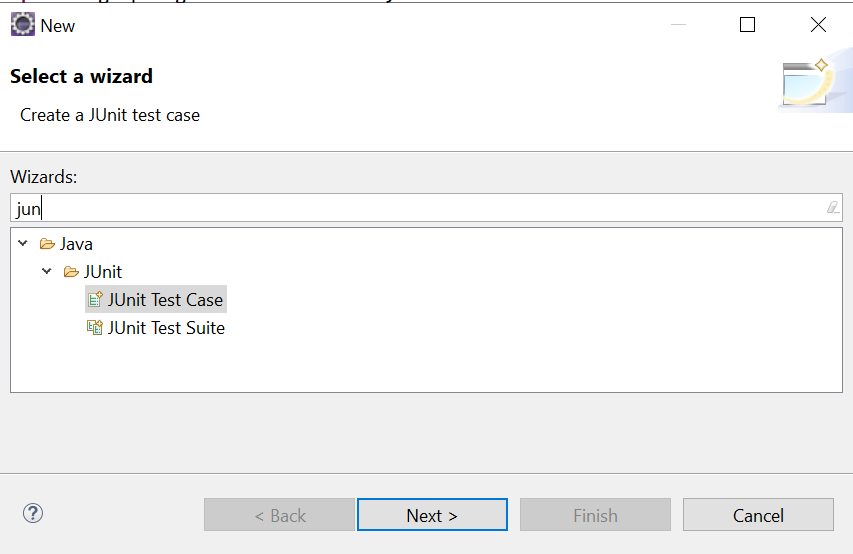 New
Select a wizard
Create a JUnit test case
Wizards:
jun
Java
JUnit
JUnit Test Case
JUnit Test Suite
?
< Back
Next >
Finish
Cancel